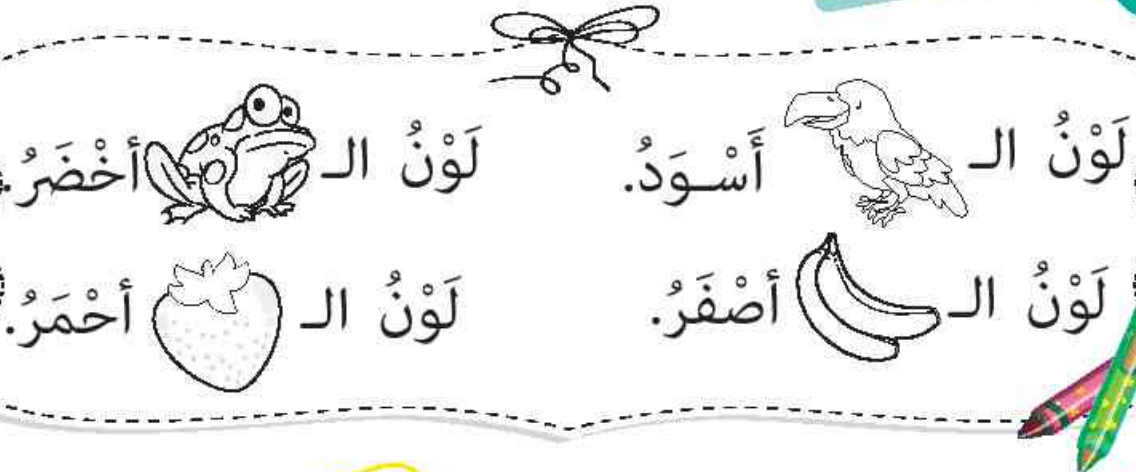 لَوْنُ الـ أَسْـوَدُ.
لَوْنُ الـ أخْضَرُ.
لَوْنُ الـ أصْفَرُ.
لَوْنُ الـ أحْمَرُ.